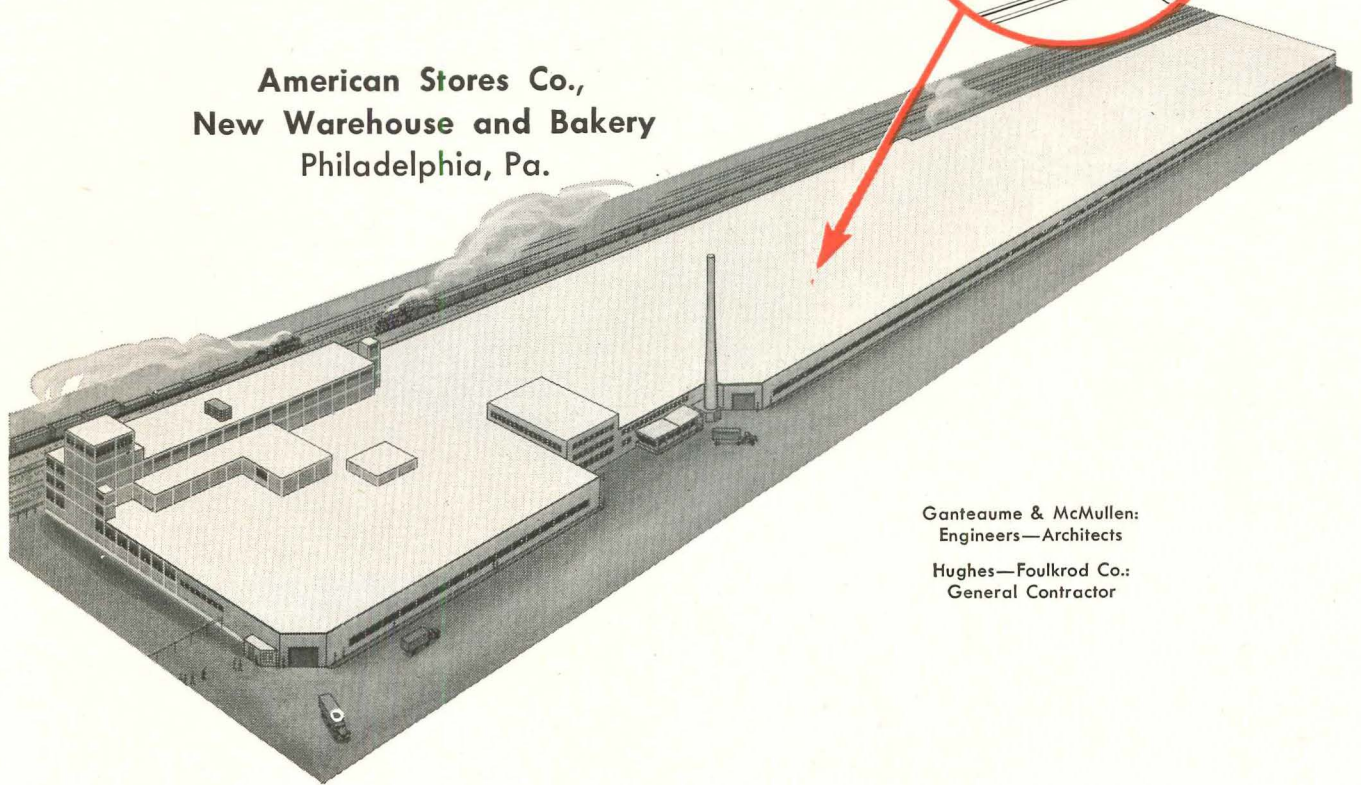 American Stores Co.,
New Warehouse and Bakery
Philadelphia, Pa.
Ganteaume & McMullen:
Engineers—Architects
Hughes—Foulkrod Co.:
General Contractor